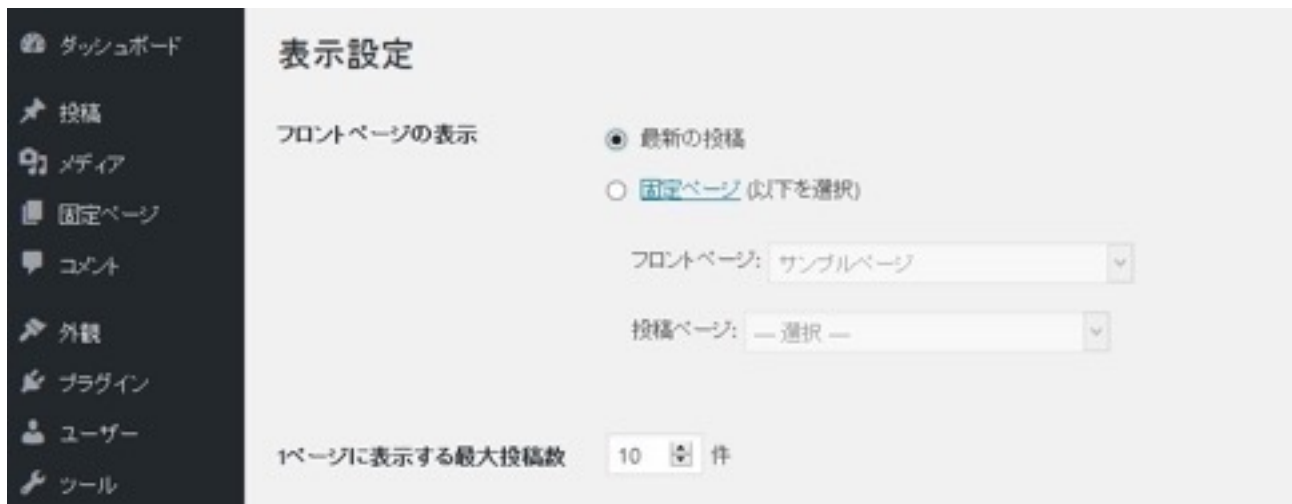 ダッシュボード
投稿
メディア
固定ページ
コメント
外観
プラグイン
ユーザー
ツール
表示設定
フロントページの表示
最新の投稿
固定ページ (以下を選択)
フロントページ: サンプルページ
投稿ページ: — 選択 —
1ページに表示する最大投稿数 10 件